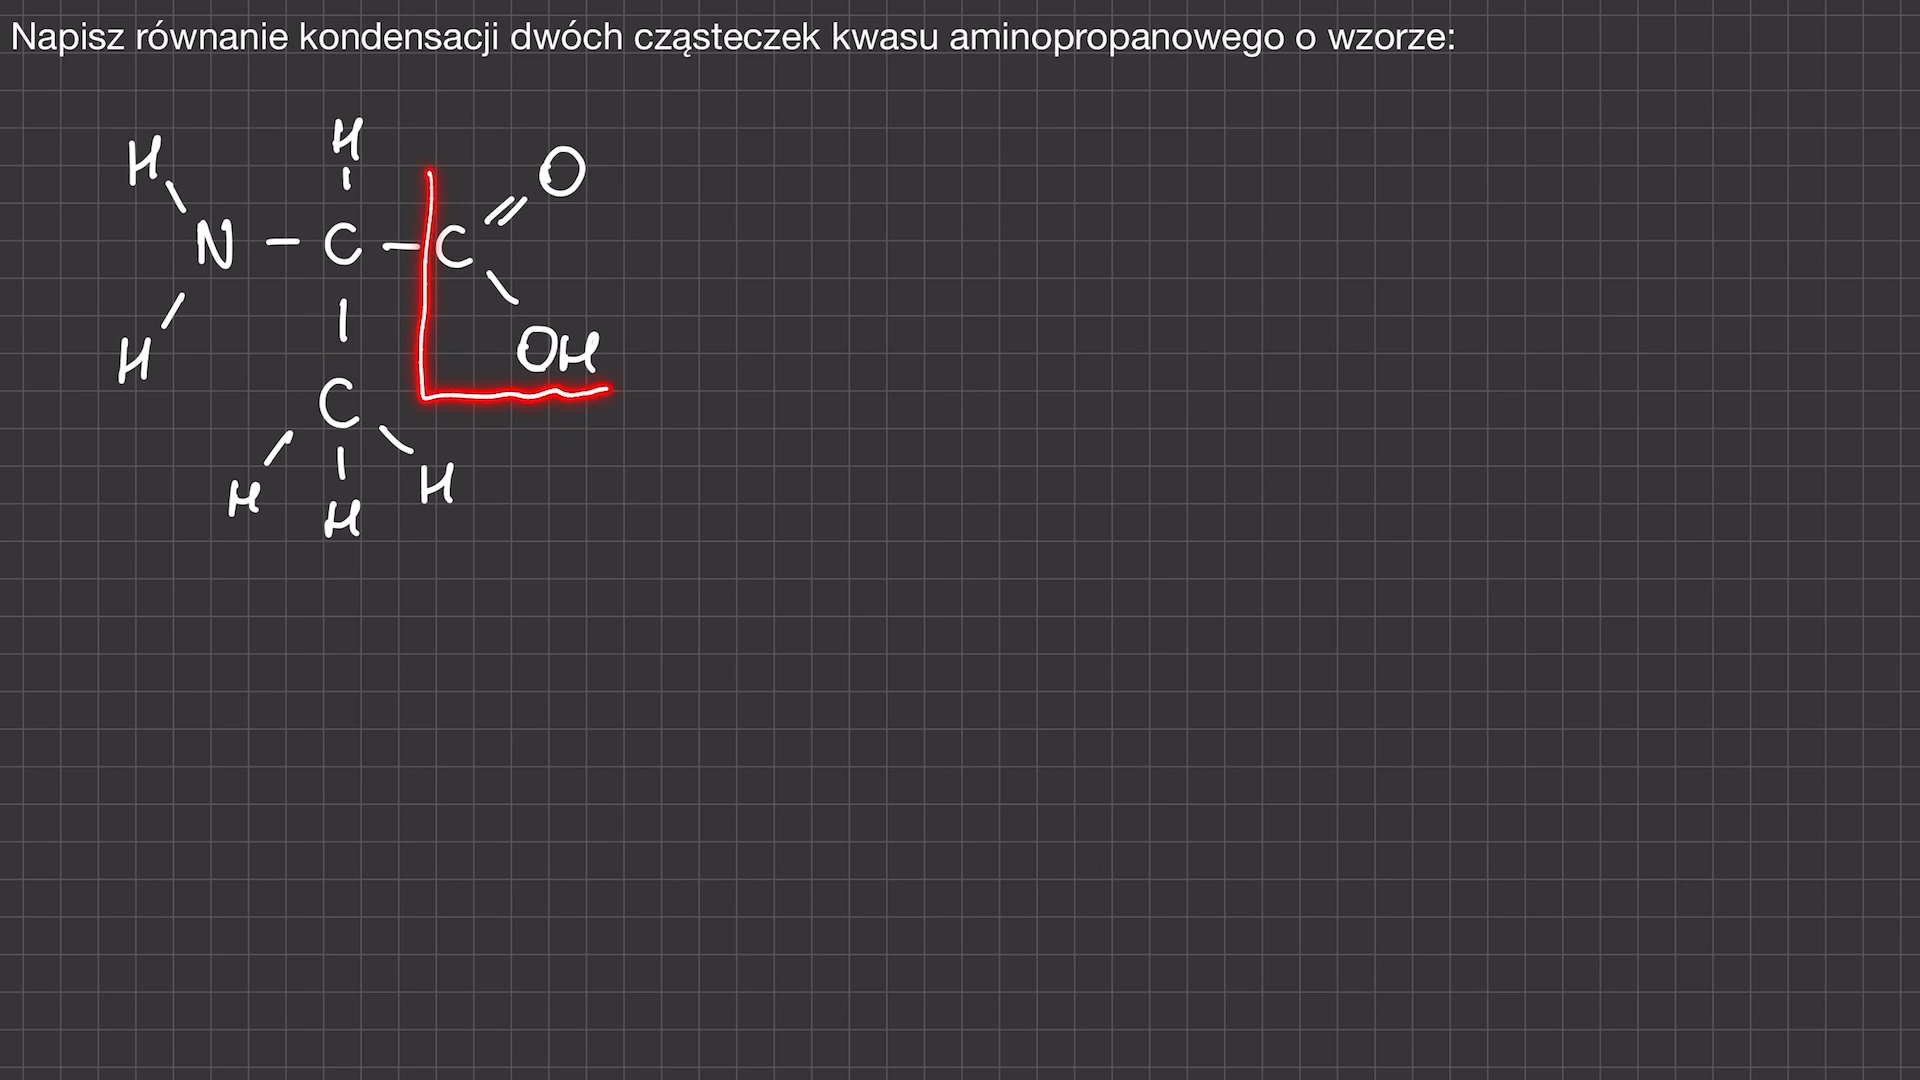 Napisz równanie kondensacji dwóch cząsteczek kwasu aminopropanowego o wzorze:
H H O
N - C - C
H OH
C
H H H